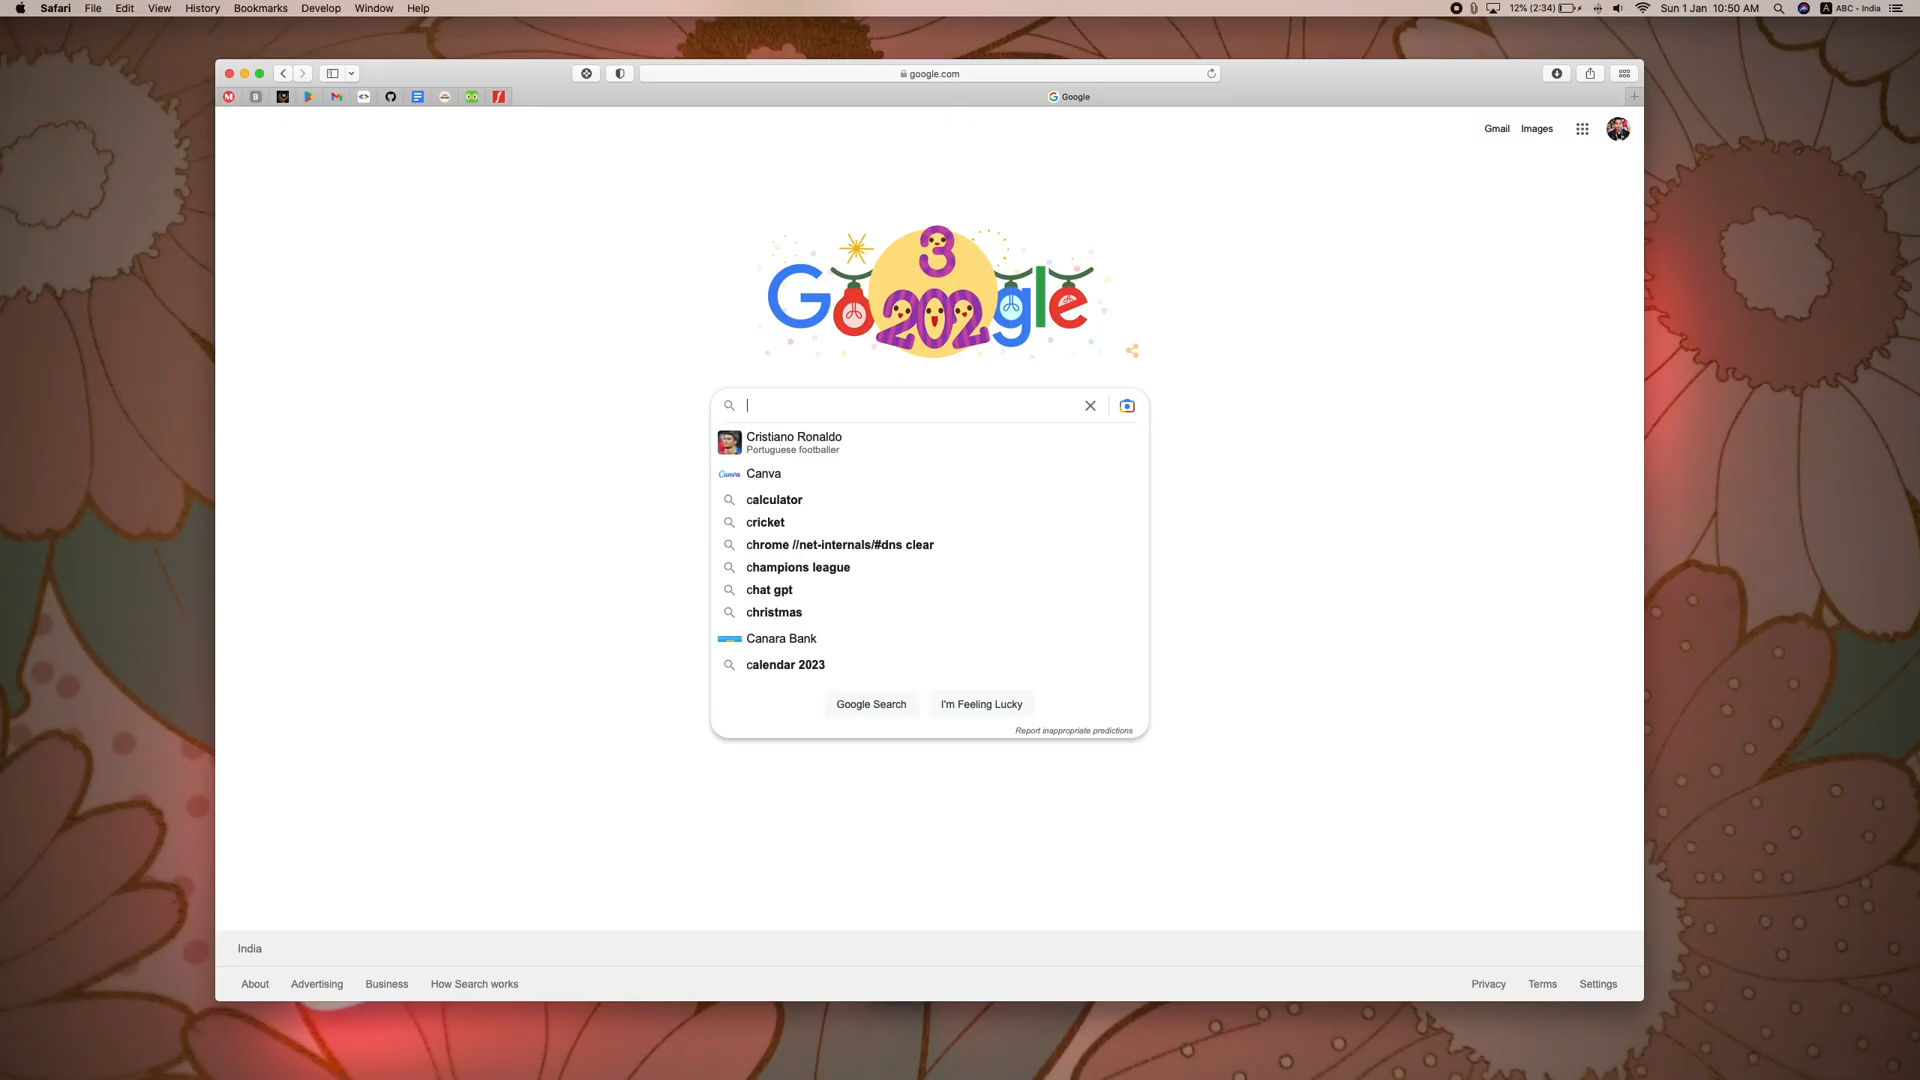 Safari File Edit View History Bookmarks Develop Window Help
12% (2:34) Sun 1 Jan 10:50 AM A ABC - India
google.com
M B f
G Google
Gmail Images
Google
3
202
Cristiano Ronaldo
Portuguese footballer
Canva Canva
calculator
cricket
chrome //net-internals/#dns clear
champions league
chat gpt
christmas
Canara Bank
calendar 2023
Google Search I'm Feeling Lucky
Report inappropriate predictions
India
About Advertising Business How Search works
Privacy Terms Settings